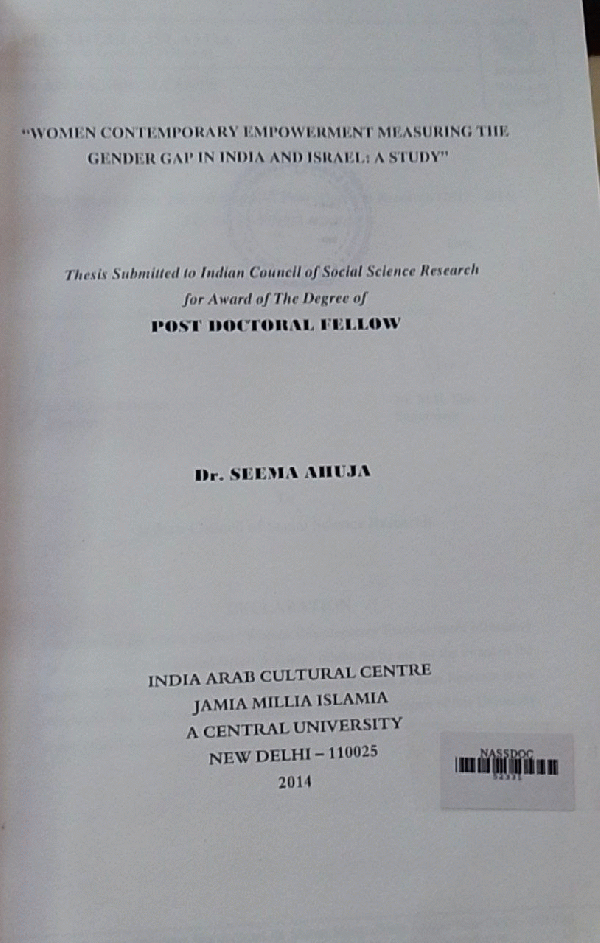 “WOMEN CONTEMPORARY EMPOWERMENT MEASURING THE
GENDER GAP IN INDIA AND ISRAEL: A STUDY”
Thesis Submitted to Indian Council of Social Science Research
for Award of The Degree of
POST DOCTORAL FELLOW
Dr. SEEMA AHUJA
INDIA ARAB CULTURAL CENTRE
JAMIA MILLIA ISLAMIA
A CENTRAL UNIVERSITY
NEW DELHI – 110025
2014
NASSDOC